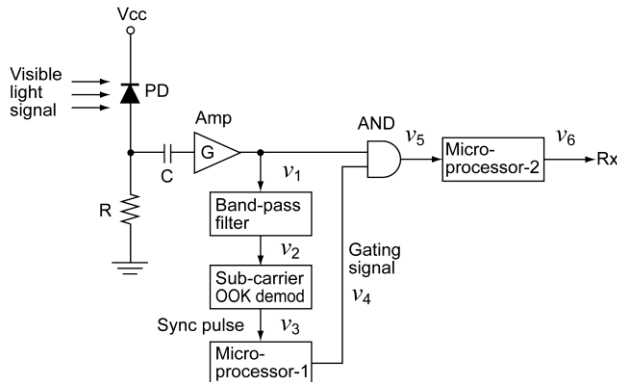 Vcc
Visible
light
signal
PD
Amp
G
C
R
AND
v1
v5
v6
Micro-
processor-2
Rx
Band-pass
filter
v2
Gating
signal
v4
Sub-carrier
OOK demod
Sync pulse
v3
Micro-
processor-1